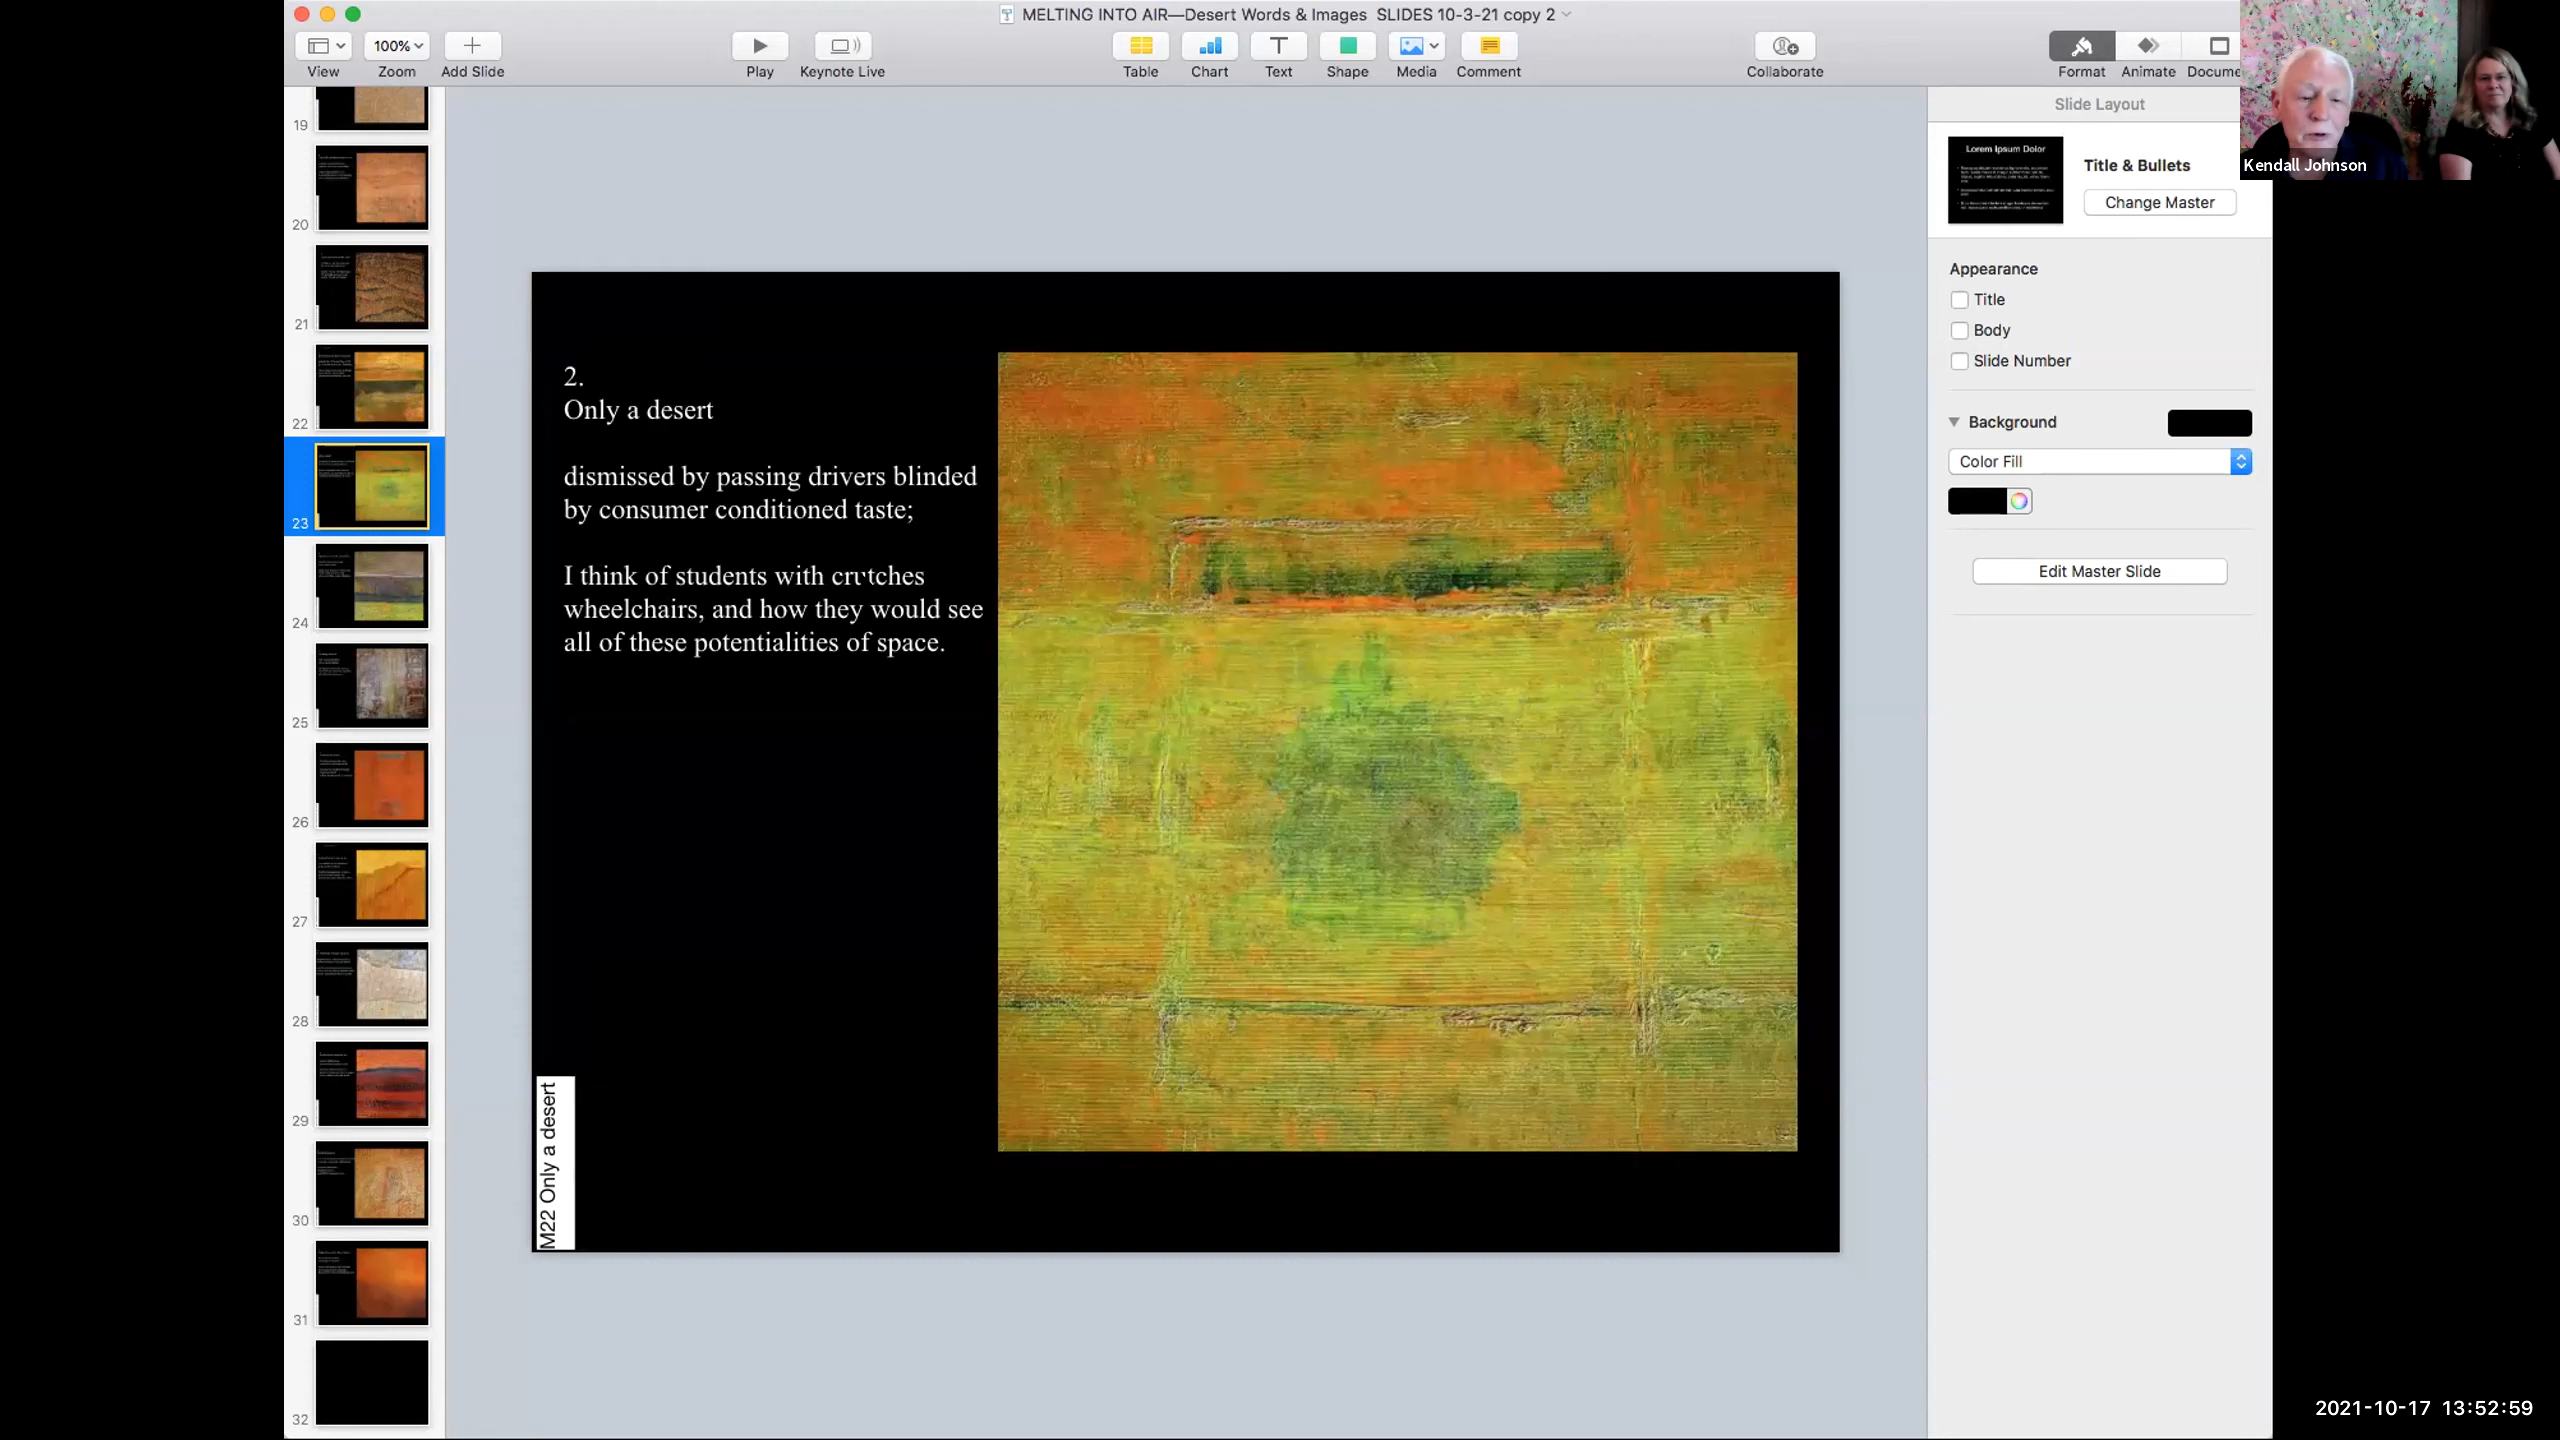 MELTING INTO AIR—Desert Words & Images SLIDES 10-3-21 copy 2
100%
View
Zoom
Add Slide
Play
Keynote Live
Table
Chart
Text
Shape
Media
Comment
Collaborate
Format
Animate
Docume
Kendall Johnson
19
20
21
22
23
24
25
26
27
28
29
30
31
32
2.
Only a desert
dismissed by passing drivers blinded
by consumer conditioned taste;
I think of students with crutches
wheelchairs, and how they would see
all of these potentialities of space.
M22 Only a desert
Slide Layout
Lorem Ipsum Dolor
Title & Bullets
Change Master
Appearance
Title
Body
Slide Number
Background
Color Fill
Edit Master Slide
2021-10-17 13:52:59